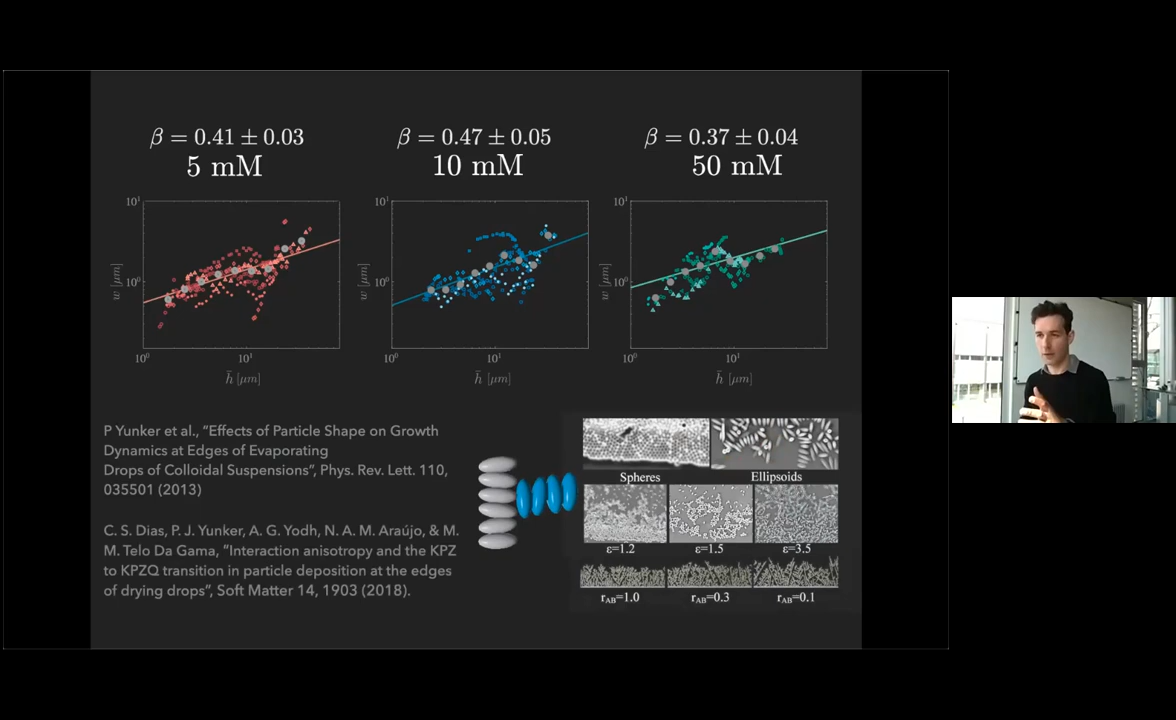 β = 0.41 ± 0.03
5 mM
β = 0.47 ± 0.05
10 mM
β = 0.37 ± 0.04
50 mM
10¹
10⁰
w [μm]
10⁰
10¹
h̄ [μm]
10¹
10⁰
w [μm]
10⁰
10¹
h̄ [μm]
10¹
10⁰
w [μm]
10⁰
10¹
h̄ [μm]
P Yunker et al., “Effects of Particle Shape on Growth
Dynamics at Edges of Evaporating
Drops of Colloidal Suspensions”, Phys. Rev. Lett. 110,
035501 (2013)
C. S. Dias, P. J. Yunker, A. G. Yodh, N. A. M. Araújo, & M.
M. Telo Da Gama, “Interaction anisotropy and the KPZ
to KPZQ transition in particle deposition at the edges
of drying drops”, Soft Matter 14, 1903 (2018).
Spheres
Ellipsoids
ε=1.2
ε=1.5
ε=3.5
r_AB=1.0
r_AB=0.3
r_AB=0.1